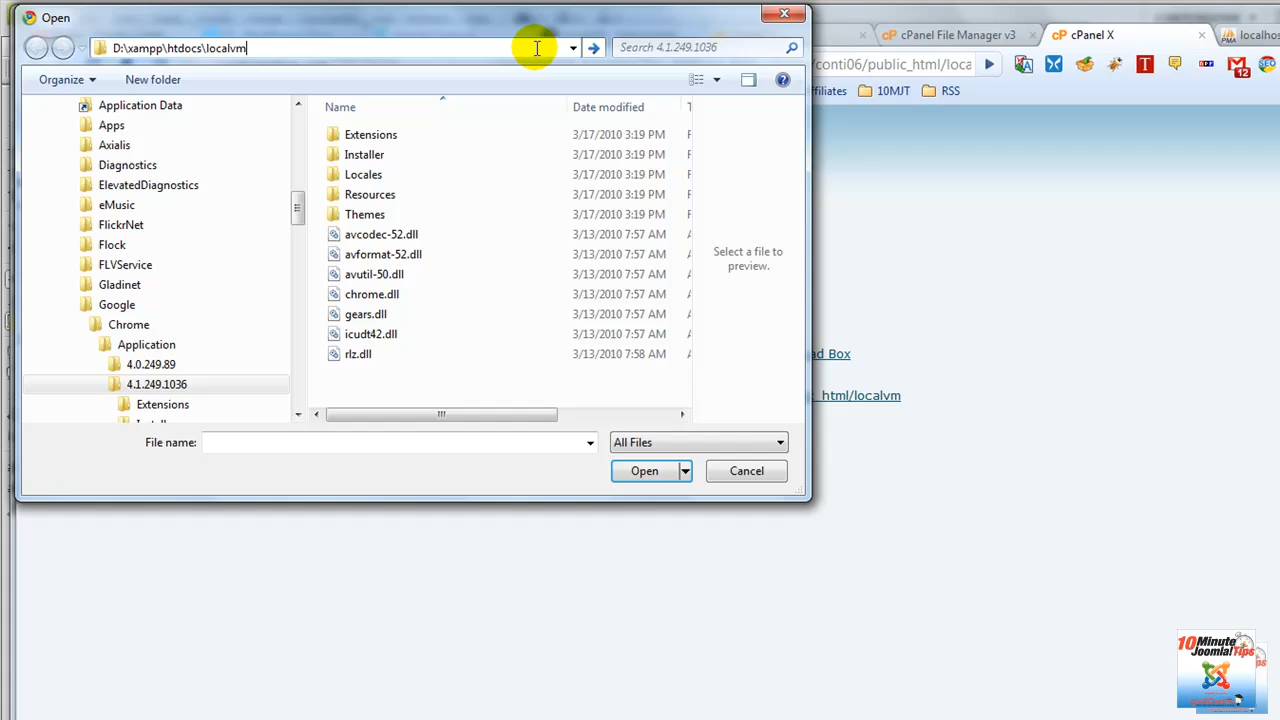 Open
D:\xampp\htdocs\localvm
Search 4.1.249.1036
cPanel File Manager v3
cPanel X
localhos
/conti06/public_html/loca
ffiliates
10MJT
RSS
12
Organize
New folder
Application Data
Apps
Axialis
Diagnostics
ElevatedDiagnostics
eMusic
FlickrNet
Flock
FLVService
Gladinet
Google
Chrome
Application
4.0.249.89
4.1.249.1036
Extensions
Name
Date modified
Extensions 3/17/2010 3:19 PM
Installer 3/17/2010 3:19 PM
Locales 3/17/2010 3:19 PM
Resources 3/17/2010 3:19 PM
Themes 3/17/2010 3:19 PM
avcodec-52.dll 3/13/2010 7:57 AM
avformat-52.dll 3/13/2010 7:57 AM
avutil-50.dll 3/13/2010 7:57 AM
chrome.dll 3/13/2010 7:57 AM
gears.dll 3/13/2010 7:57 AM
icudt42.dll 3/13/2010 7:57 AM
rlz.dll 3/13/2010 7:58 AM
Select a file to
preview.
File name:
All Files
Open
Cancel
ad Box
_html/localvm
10 Minute
Joomla! Tips